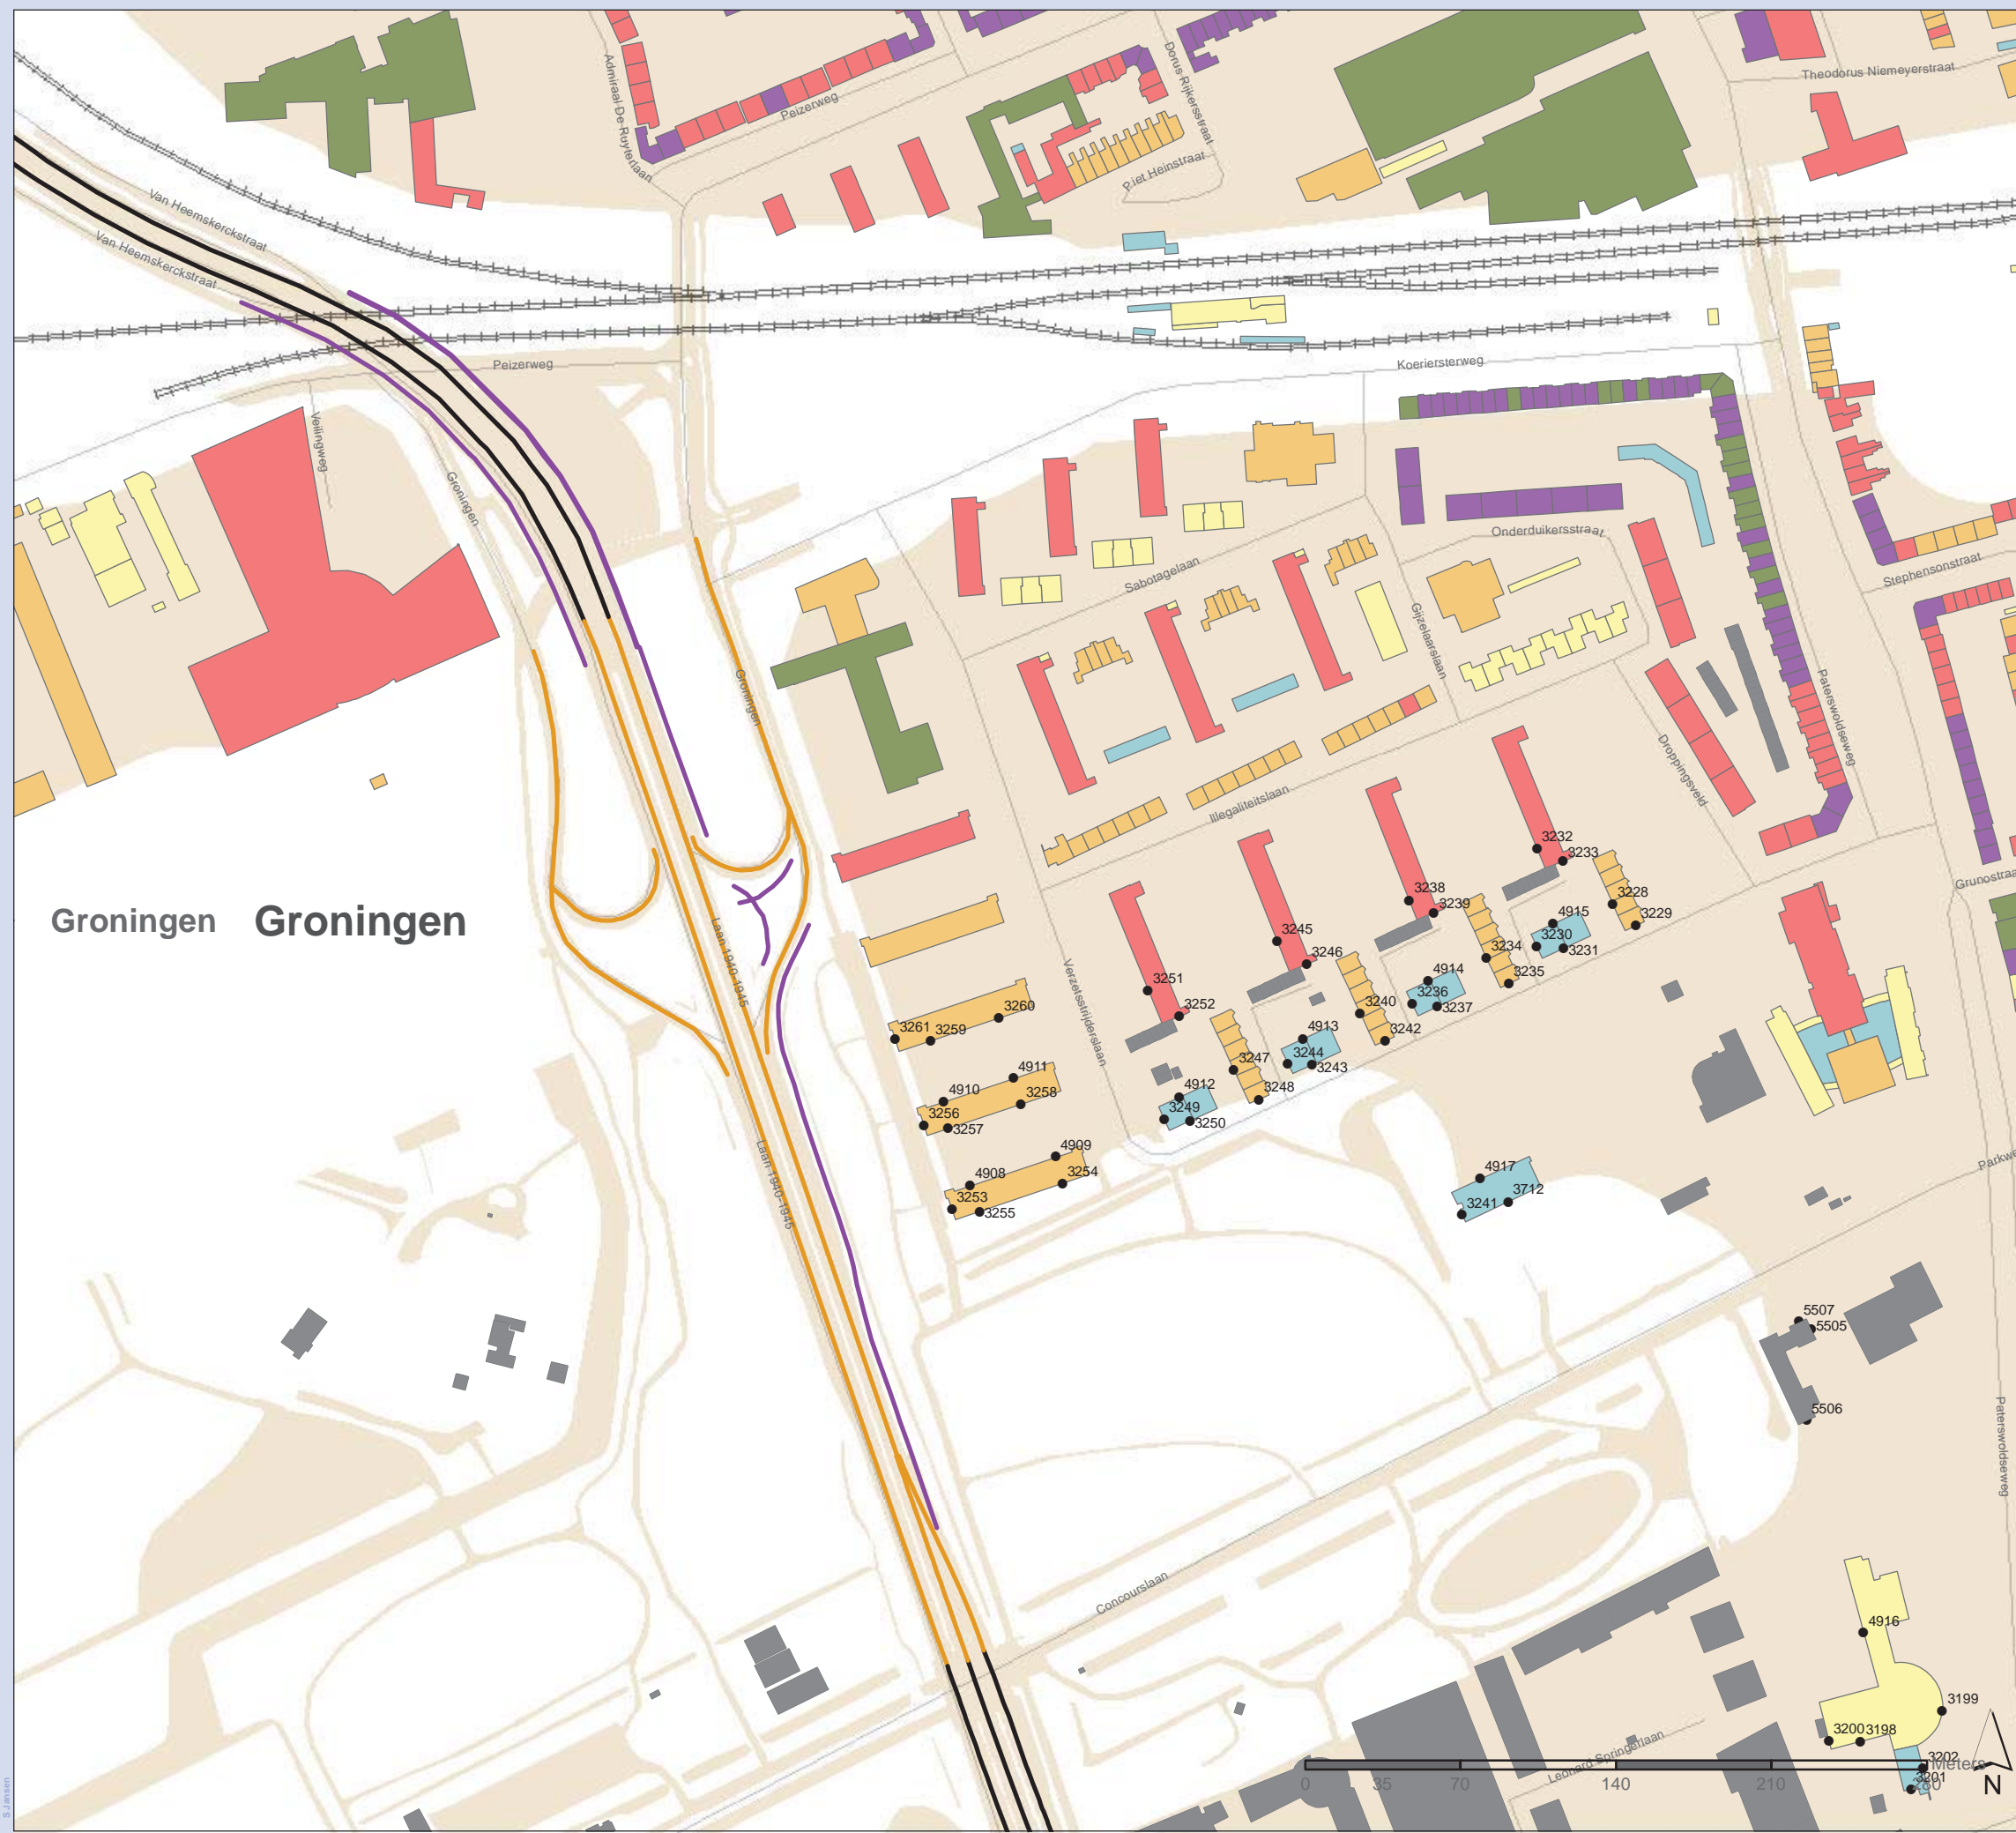 Admiraal De Ruyterlaan
Peizerweg
Dorus Rijkersstraat
Piet Heinstraat
Theodorus Niemeyerstraat
Van Heemskerckstraat
Van Heemskerckstraat
Peizerweg
Koeriersterweg
Veilingweg
Groningen
Sabotagelaan
Onderduikersstraat
Stephensonstraat
Gijzelaarslaan
Groningen
Paterswoldseweg
Droppingsveld
Illegaliteitslaan
3232
3233
Grunostraa
3238
3239
3228
3229
4915
3230
3231
Groningen
Groningen
3245
3246
3234
3235
Laan 1940-1945
Verzetsstrijderslaan
3251
3252
4914
3236
3237
3260
3261
3259
3240
3242
4913
3244
3243
3247
3248
4911
4910
3258
3256
3257
4912
3249
3250
Laan 1940-1945
4909
4908
3254
3253
3255
4917
3241
3712
Parkwe
5507
5505
5506
Paterswoldseweg
Concourslaan
4916
3199
3200
3198
3202
Meters
3201
Leonard Springerlaan
0 35 70 140 210 280
N
S Jansen